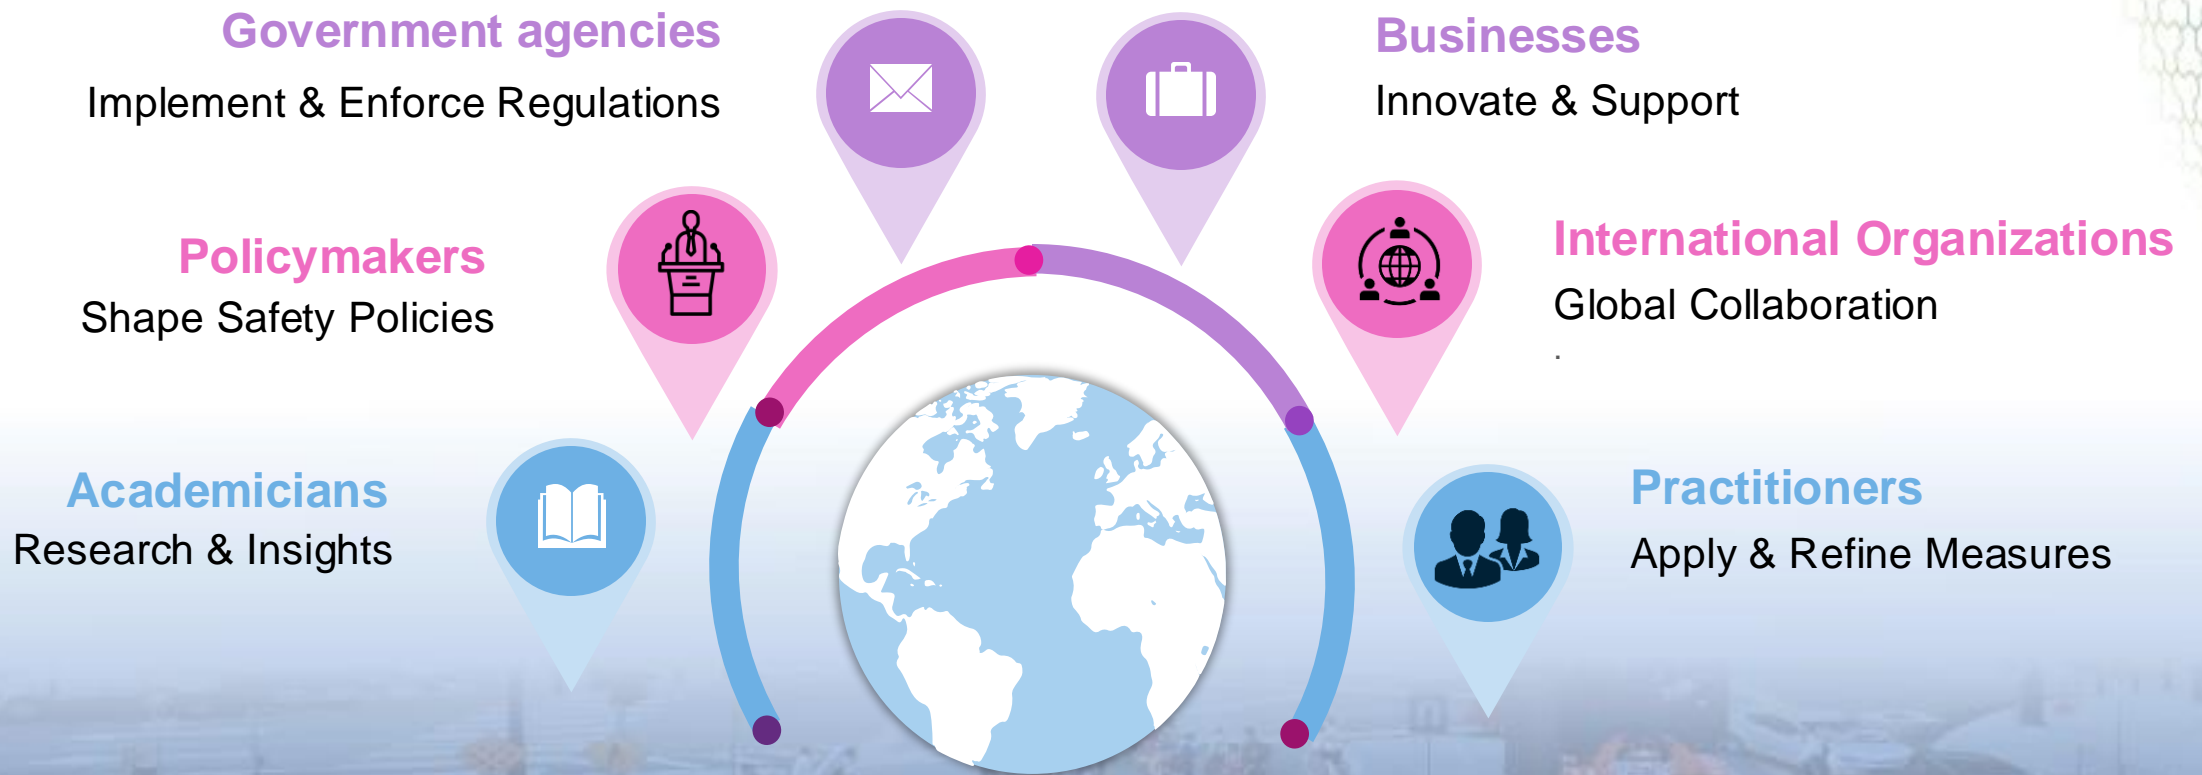 Government agencies
Implement & Enforce Regulations
Businesses
Innovate & Support
Policymakers
Shape Safety Policies
International Organizations
Global Collaboration
.
Academicians
Research & Insights
Practitioners
Apply & Refine Measures